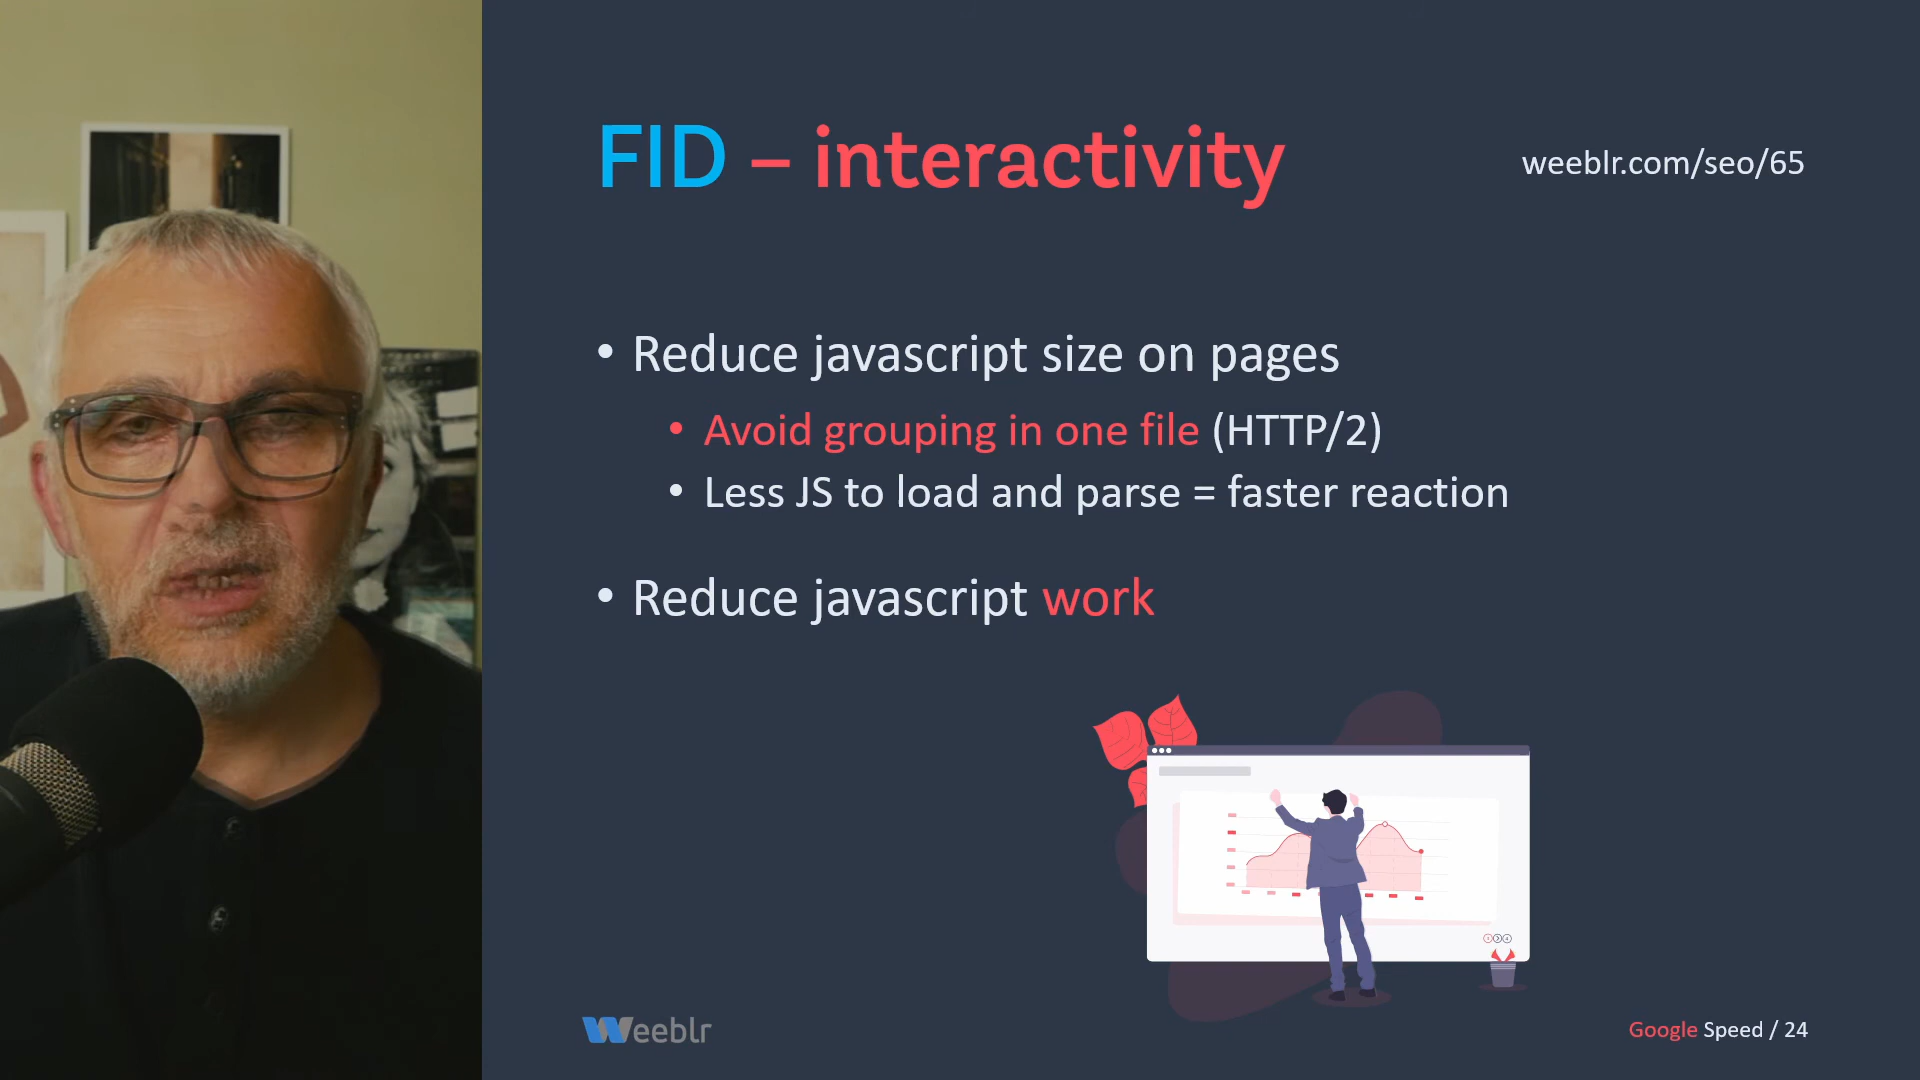 FID – interactivity
weeblr.com/seo/65
• Reduce javascript size on pages
• Avoid grouping in one file (HTTP/2)
• Less JS to load and parse = faster reaction
• Reduce javascript work
Weeblr
Google Speed / 24